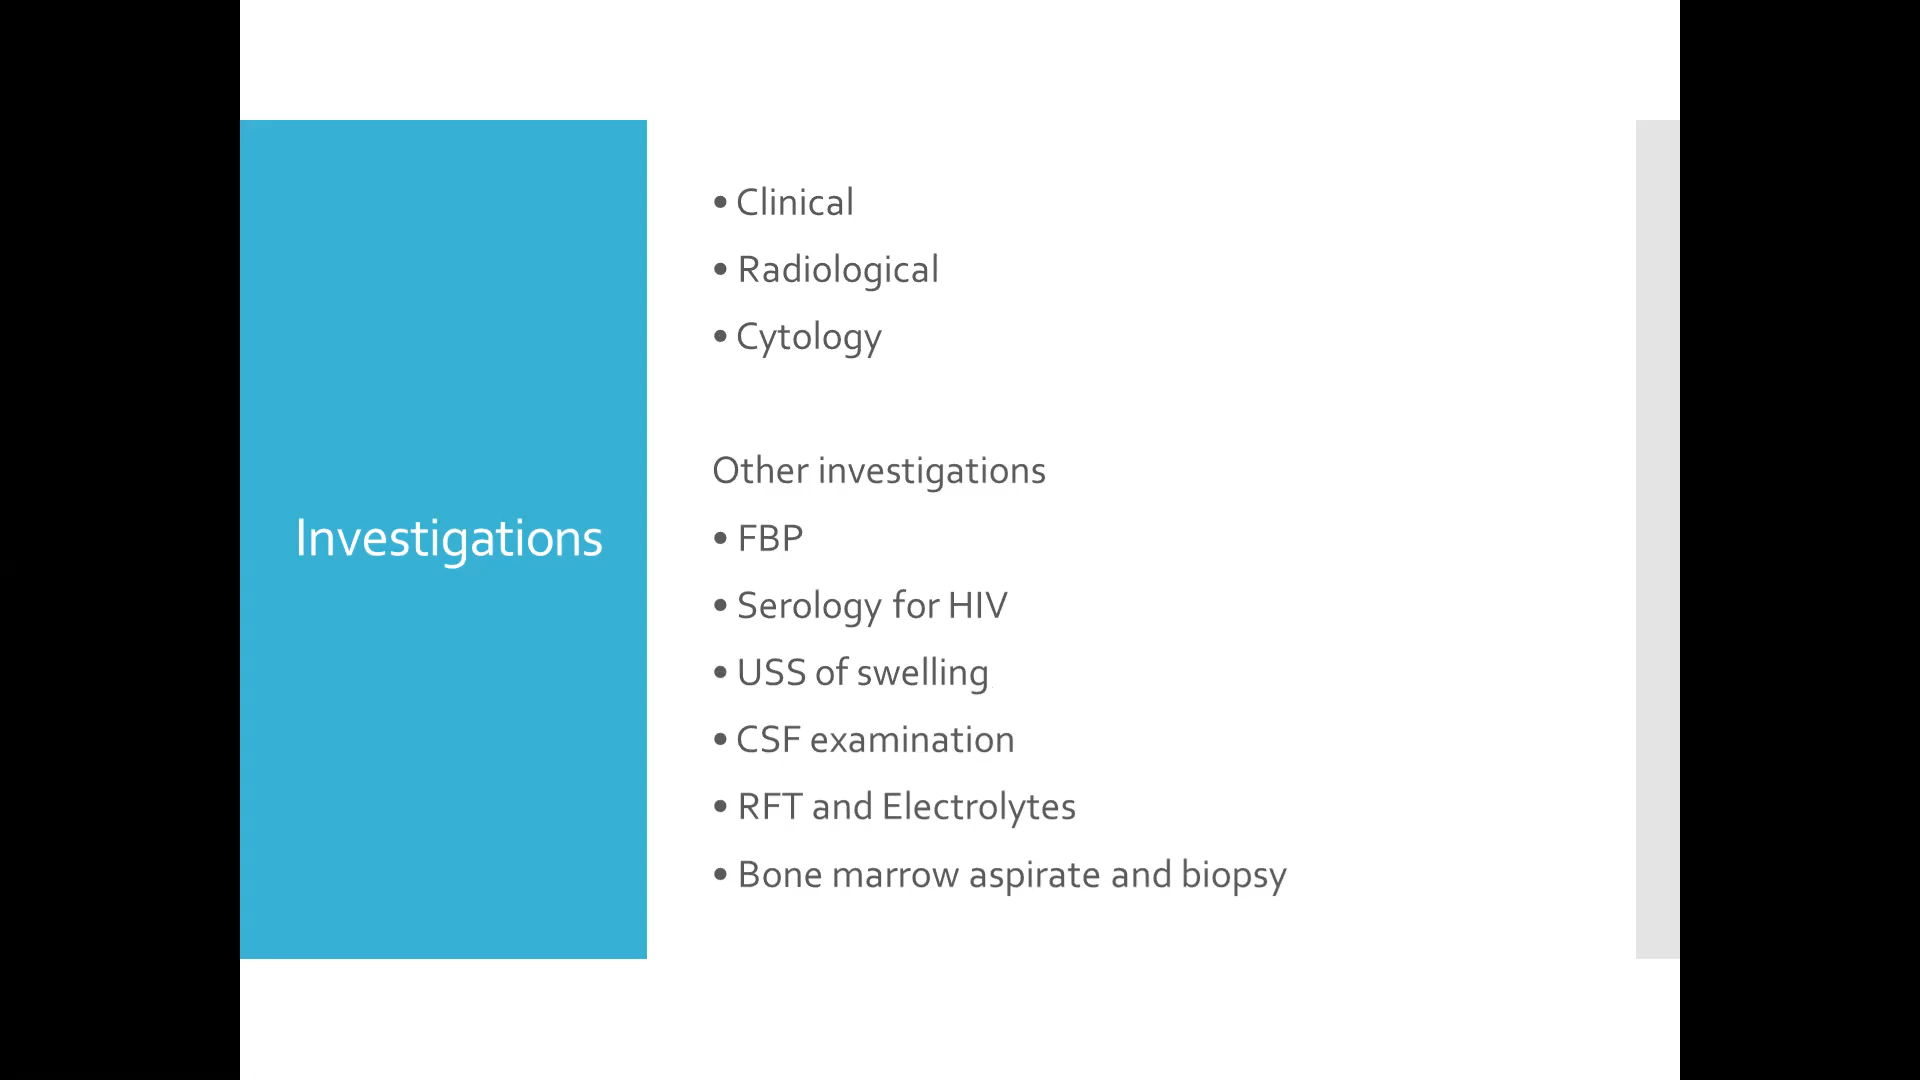 Investigations
• Clinical
• Radiological
• Cytology
Other investigations
• FBP
• Serology for HIV
• USS of swelling
• CSF examination
• RFT and Electrolytes
• Bone marrow aspirate and biopsy